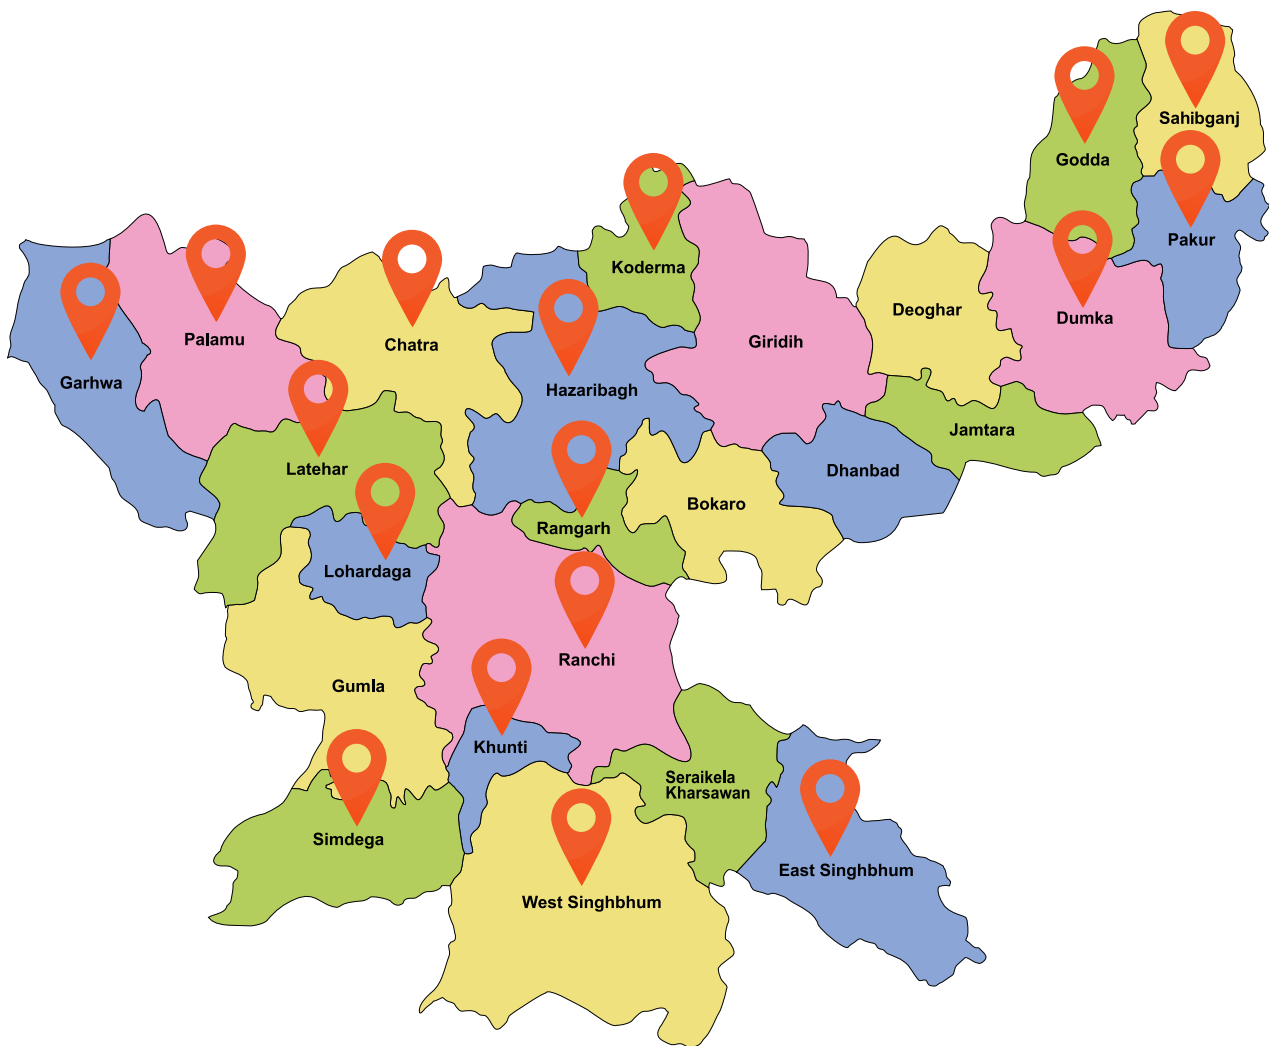 Sahibganj
Godda
Pakur
Koderma
Deoghar
Dumka
Palamu
Chatra
Giridih
Garhwa
Hazaribagh
Jamtara
Latehar
Dhanbad
Bokaro
Ramgarh
Lohardaga
Ranchi
Gumla
Khunti
Seraikela
Kharsawan
Simdega
East Singhbhum
West Singhbhum